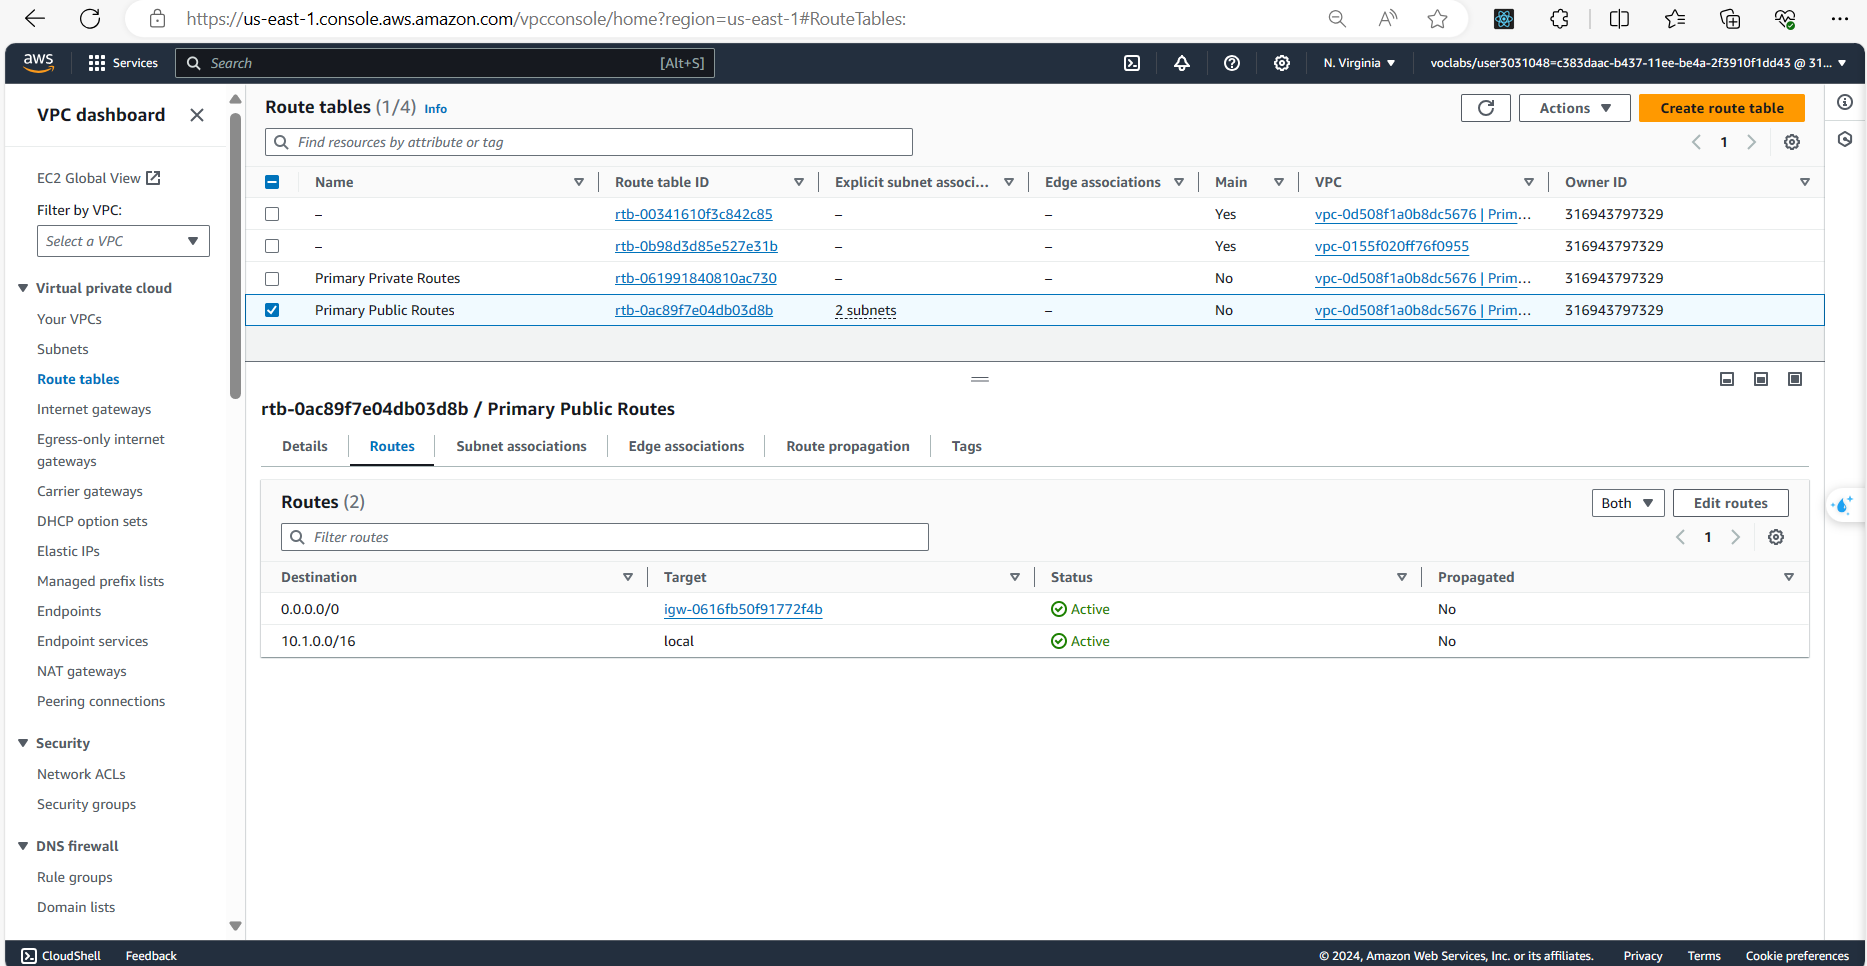 https://us-east-1.console.aws.amazon.com/vpcconsole/home?region=us-east-1#RouteTables:
aws
Services
Search
[Alt+S]
N. Virginia
voclabs/user3031048=c383daac-b437-11ee-be4a-2f3910f1dd43 @ 31...
VPC dashboard
EC2 Global View
Filter by VPC:
Select a VPC
Virtual private cloud
Your VPCs
Subnets
Route tables
Internet gateways
Egress-only internet
gateways
Carrier gateways
DHCP option sets
Elastic IPs
Managed prefix lists
Endpoints
Endpoint services
NAT gateways
Peering connections
Security
Network ACLs
Security groups
DNS firewall
Rule groups
Domain lists
Route tables (1/4) Info
Actions
Create route table
Find resources by attribute or tag
1
Name Route table ID Explicit subnet associ... Edge associations Main VPC Owner ID
– rtb-00341610f3c842c85 – – Yes vpc-0d508f1a0b8dc5676 | Prim... 316943797329
– rtb-0b98d3d85e527e31b – – Yes vpc-0155f020ff76f0955 316943797329
Primary Private Routes rtb-061991840810ac730 – – No vpc-0d508f1a0b8dc5676 | Prim... 316943797329
Primary Public Routes rtb-0ac89f7e04db03d8b 2 subnets – No vpc-0d508f1a0b8dc5676 | Prim... 316943797329
rtb-0ac89f7e04db03d8b / Primary Public Routes
Details Routes Subnet associations Edge associations Route propagation Tags
Routes (2)
Both
Edit routes
Filter routes
1
Destination Target Status Propagated
0.0.0.0/0 igw-0616fb50f91772f4b Active No
10.1.0.0/16 local Active No
CloudShell Feedback © 2024, Amazon Web Services, Inc. or its affiliates. Privacy Terms Cookie preferences